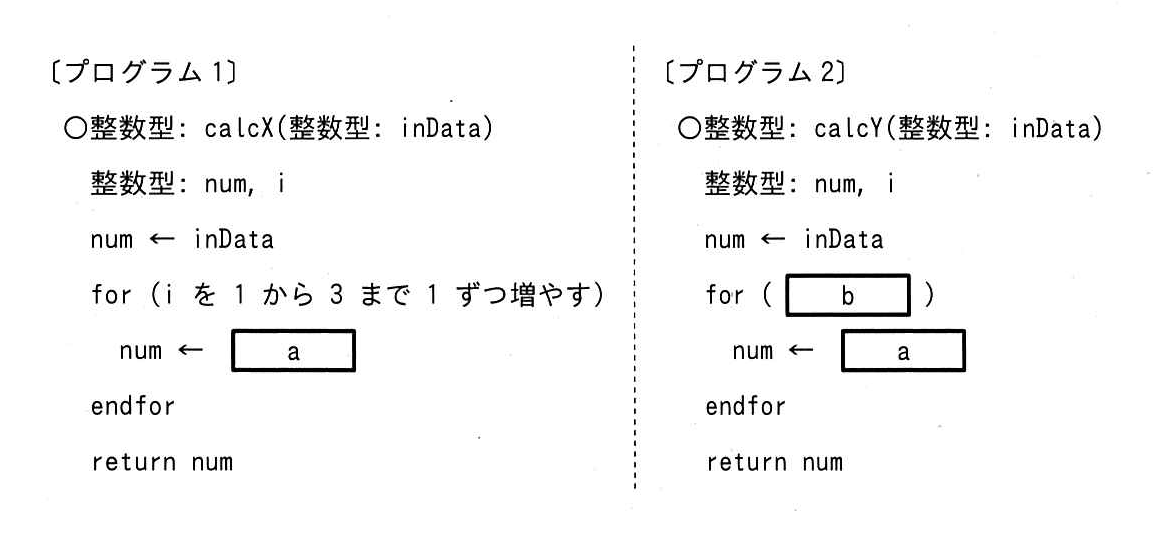 〔プログラム1〕
○整数型: calcX(整数型: inData)
整数型: num, i
num ← inData
for (i を 1 から 3 まで 1 ずつ増やす)
num ← a
endfor
return num
〔プログラム2〕
○整数型: calcY(整数型: inData)
整数型: num, i
num ← inData
for ( b )
num ← a
endfor
return num